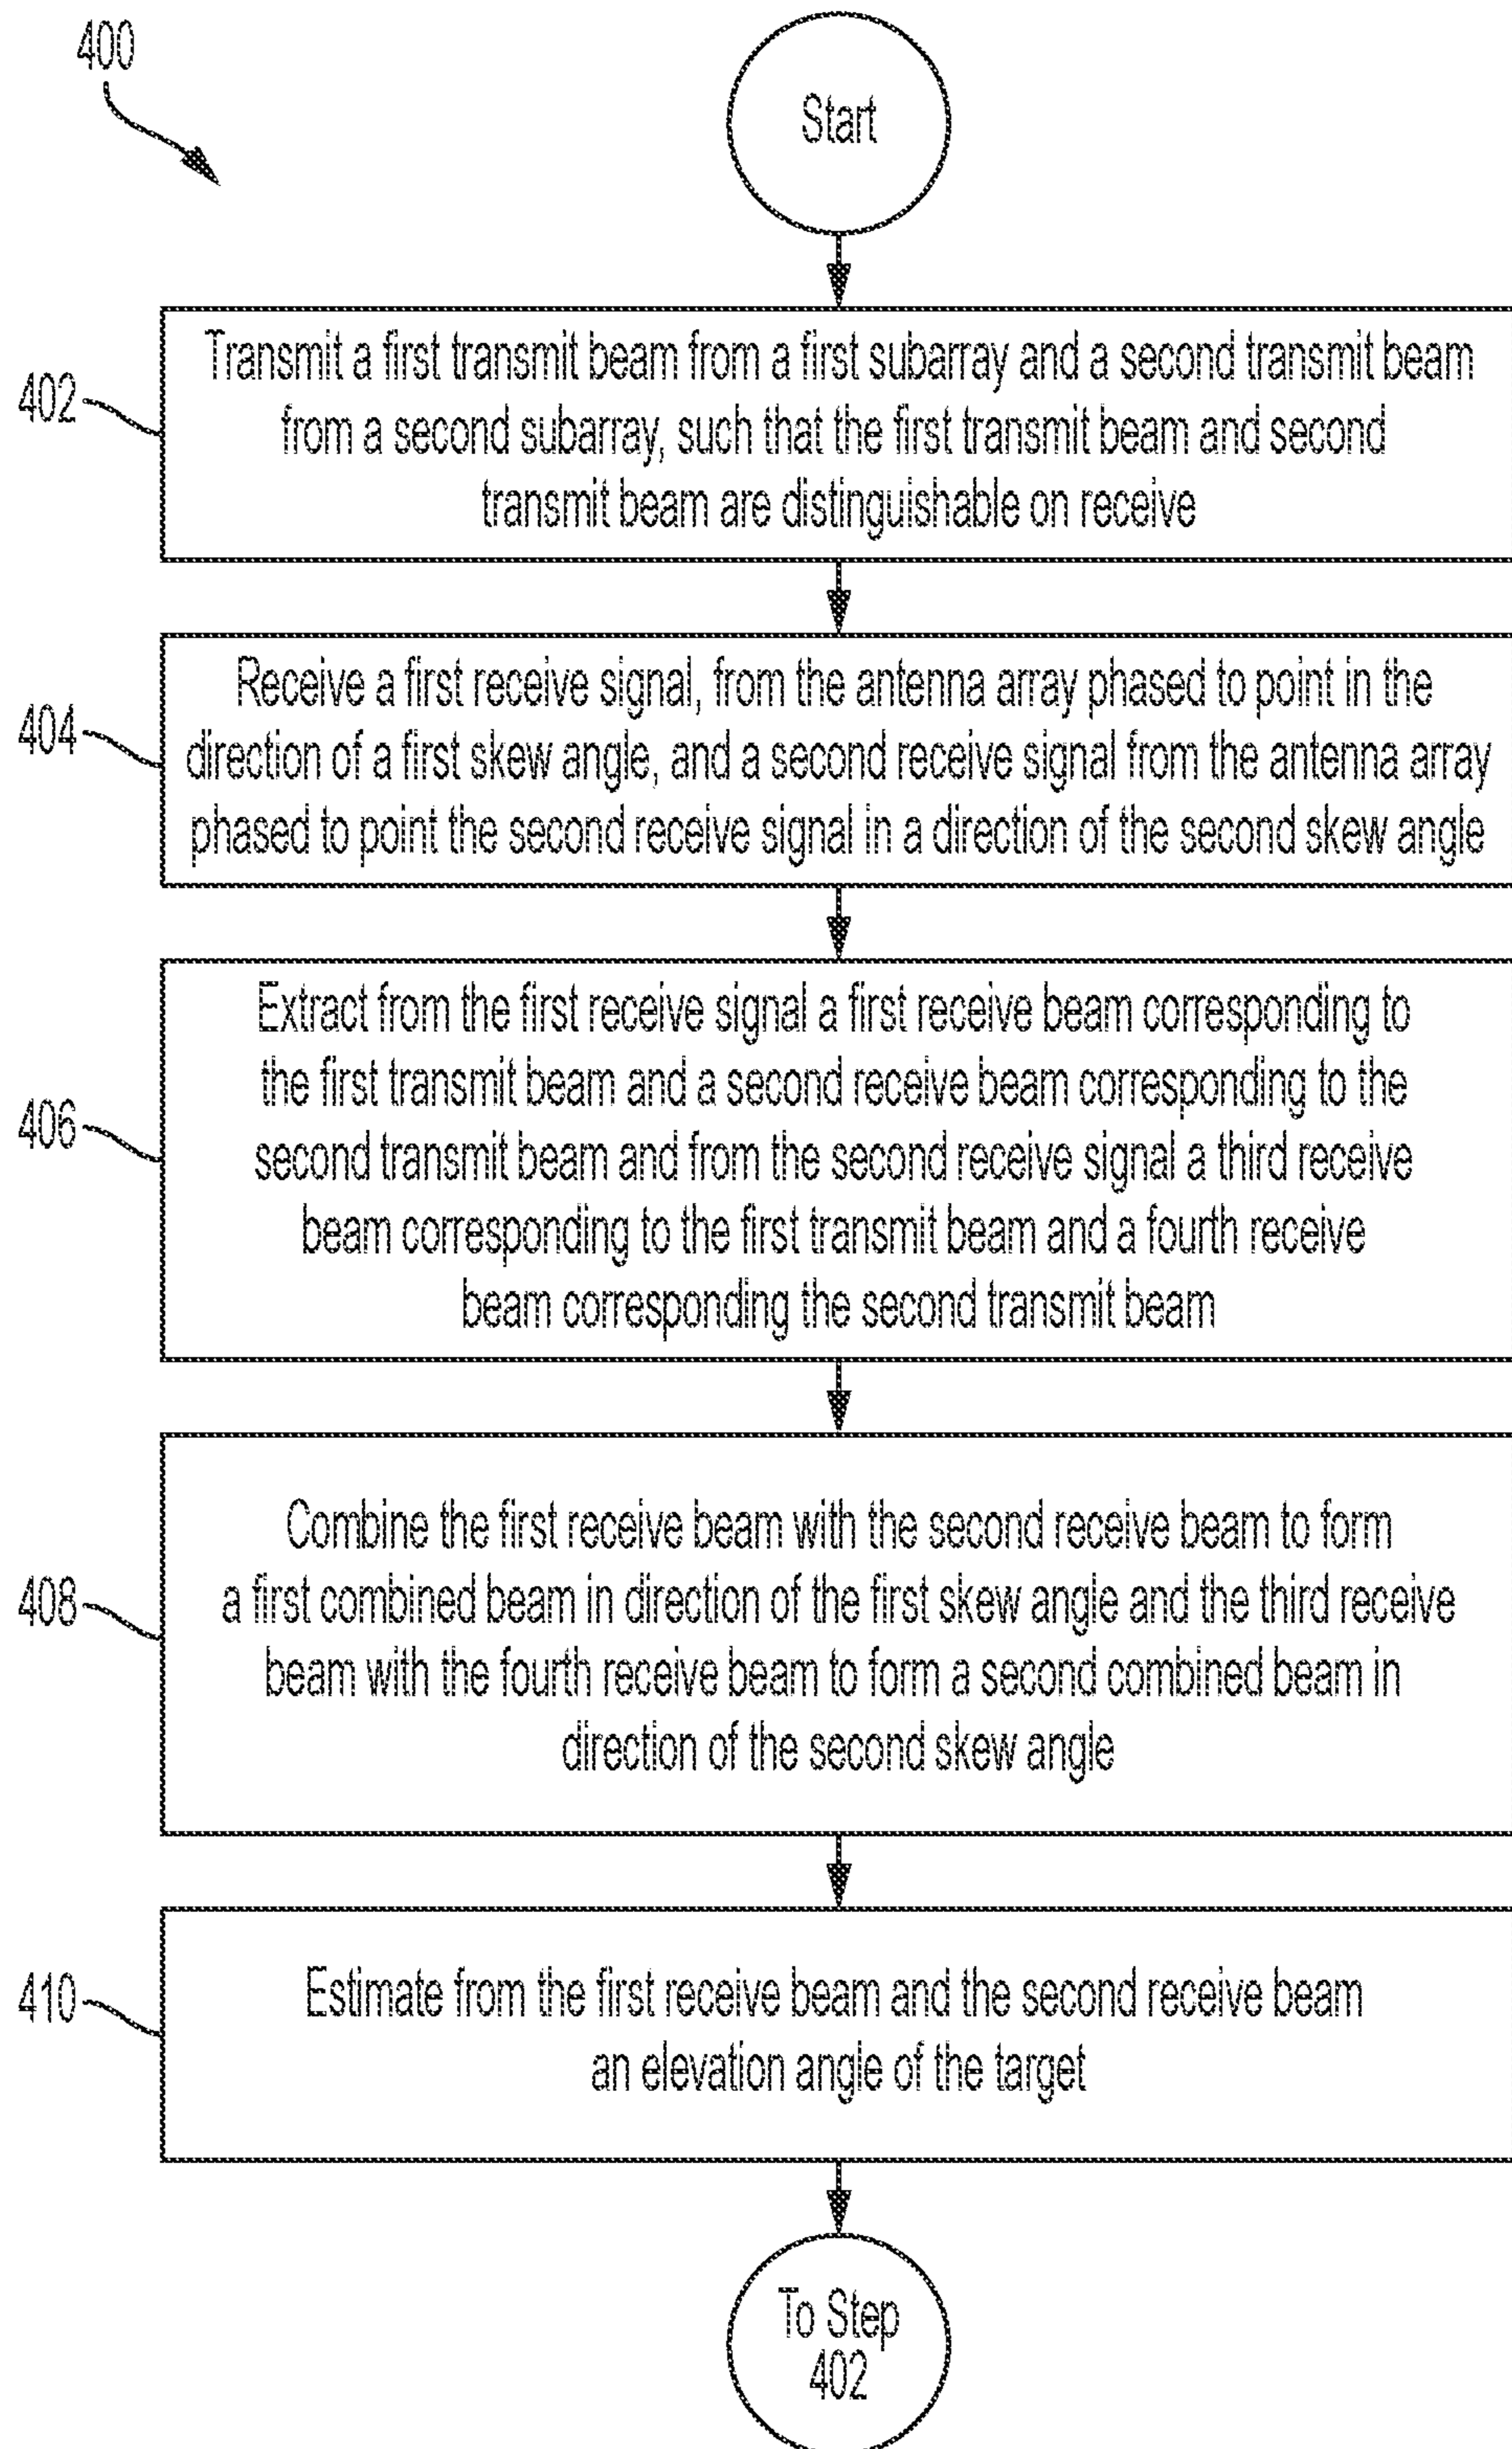 400
Start
402
Transmit a first transmit beam from a first subarray and a second transmit beam
from a second subarray, such that the first transmit beam and second
transmit beam are distinguishable on receive
404
Receive a first receive signal, from the antenna array phased to point in the
direction of a first skew angle, and a second receive signal from the antenna array
phased to point the second receive signal in a direction of the second skew angle
406
Extract from the first receive signal a first receive beam corresponding to
the first transmit beam and a second receive beam corresponding to the
second transmit beam and from the second receive signal a third receive
beam corresponding to the first transmit beam and a fourth receive
beam corresponding the second transmit beam
408
Combine the first receive beam with the second receive beam to form
a first combined beam in direction of the first skew angle and the third receive
beam with the fourth receive beam to form a second combined beam in
direction of the second skew angle
410
Estimate from the first receive beam and the second receive beam
an elevation angle of the target
To Step
402